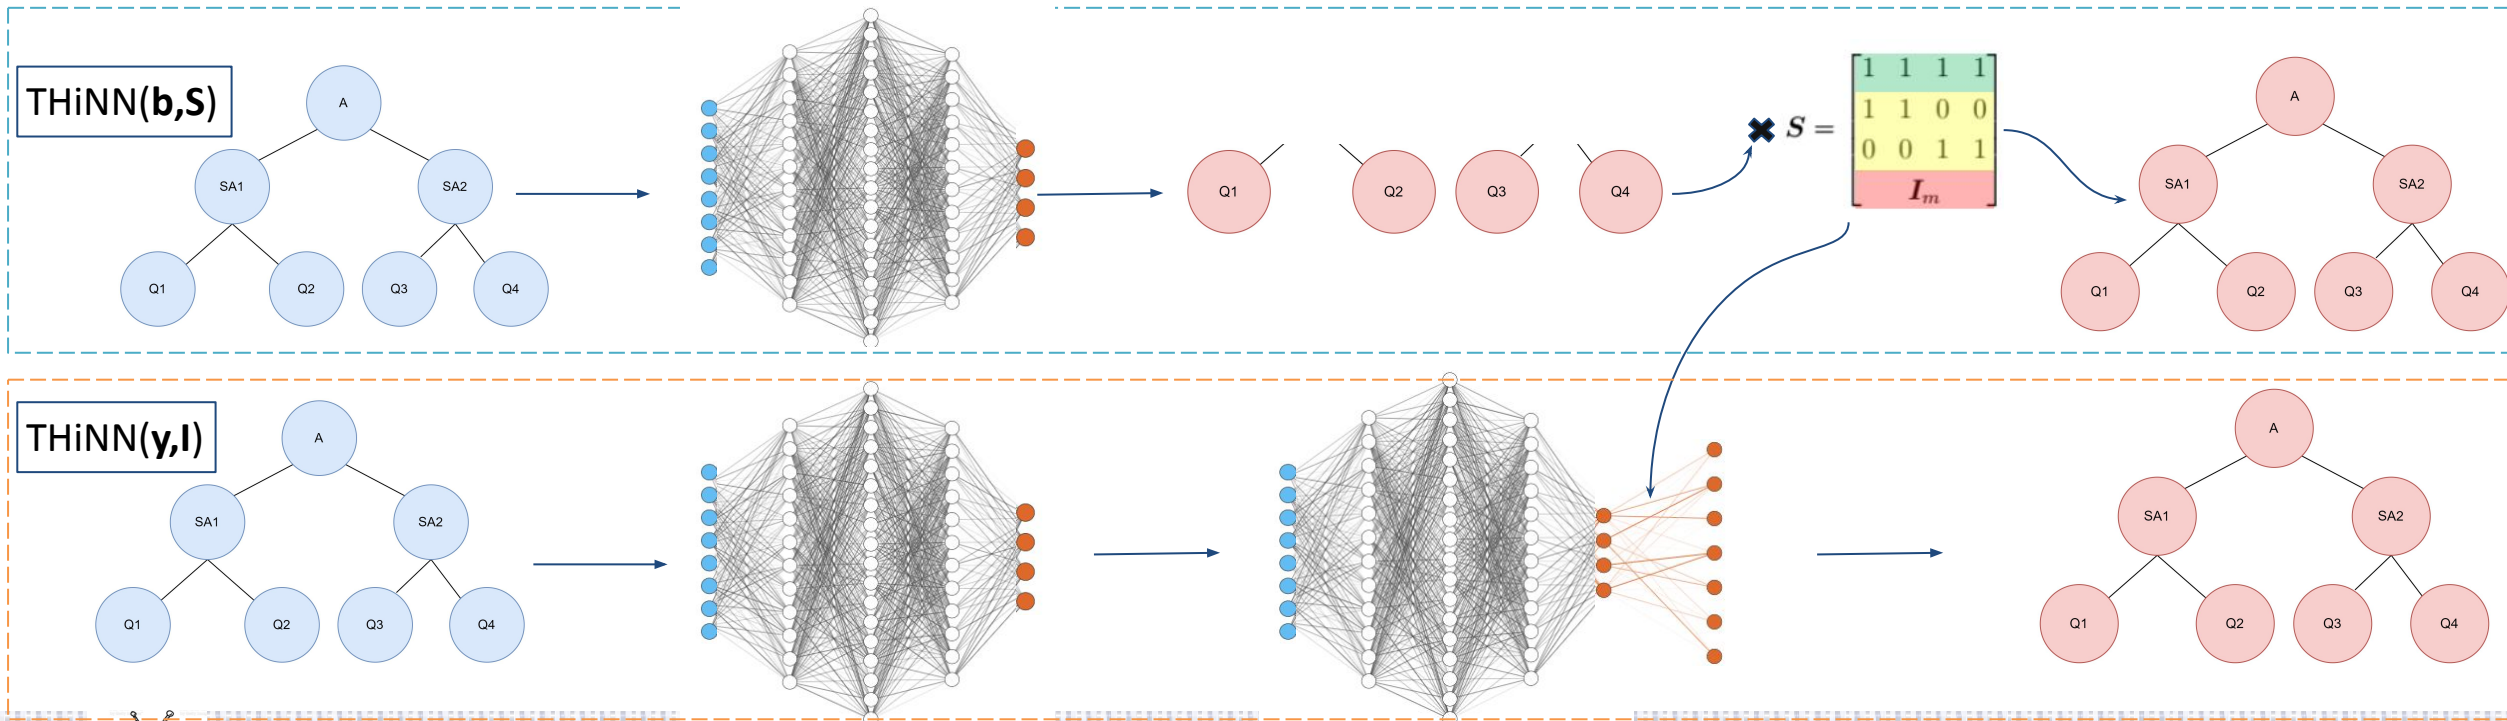 THiNN(b,S)
A
SA1 SA2
Q1 Q2 Q3 Q4
Q1 Q2 Q3 Q4
S =
1 1 1 1
1 1 0 0
0 0 1 1
Im
A
SA1 SA2
Q1 Q2 Q3 Q4
THiNN(y,I)
A
SA1 SA2
Q1 Q2 Q3 Q4
A
SA1 SA2
Q1 Q2 Q3 Q4